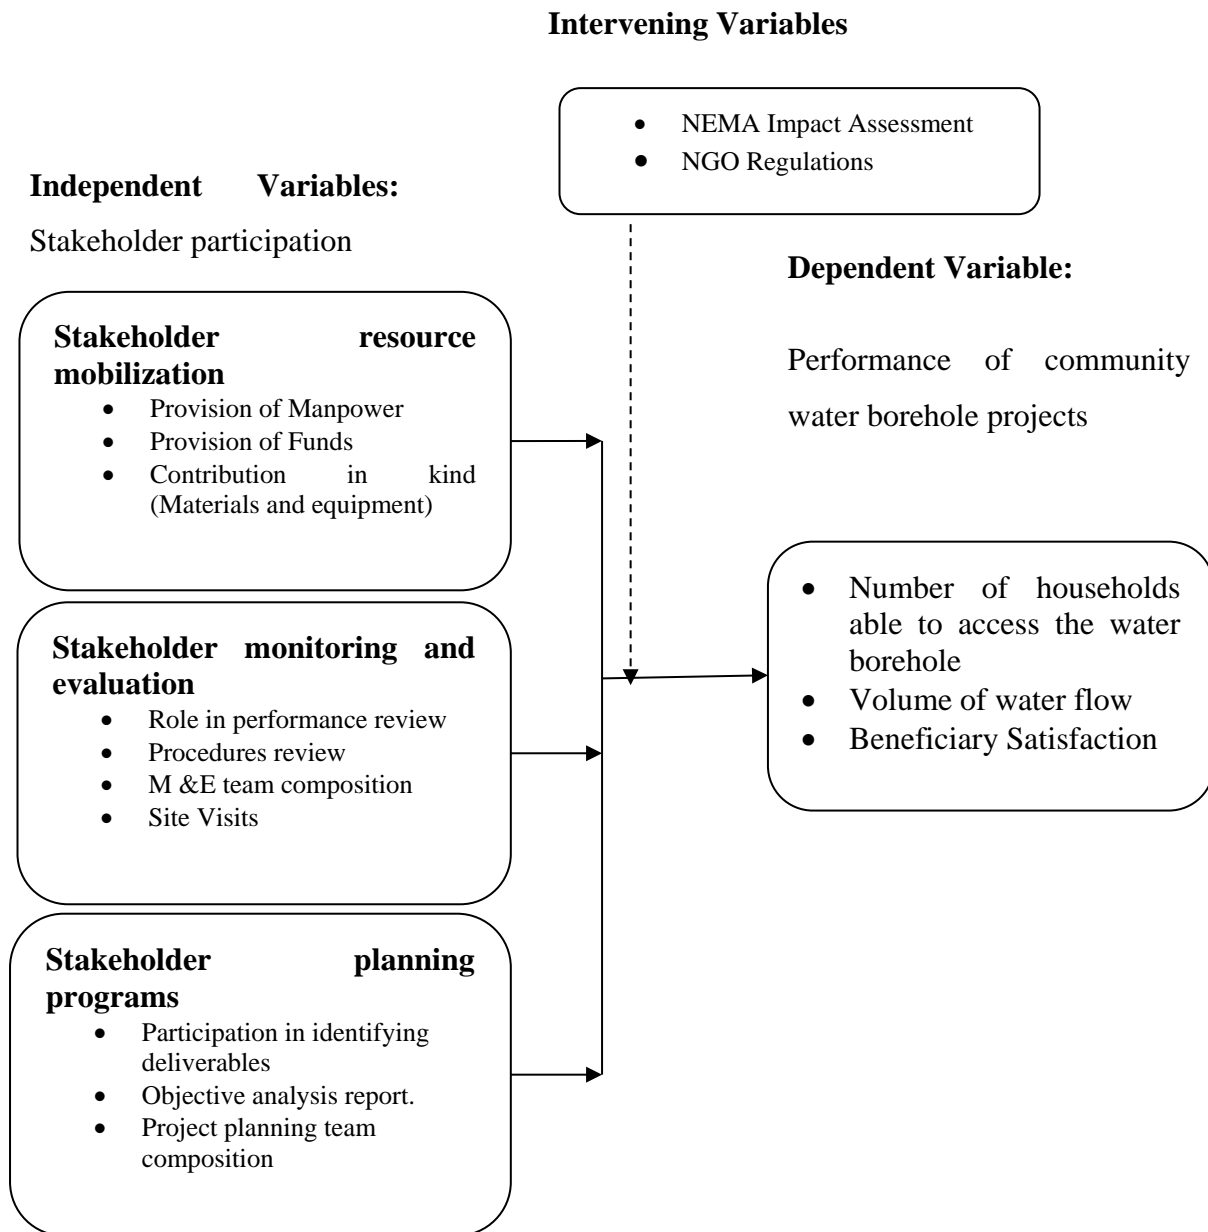 Intervening Variables
• NEMA Impact Assessment
• NGO Regulations
Independent Variables:
Stakeholder participation
Dependent Variable:
Performance of community
water borehole projects
Stakeholder resource
mobilization
• Provision of Manpower
• Provision of Funds
• Contribution in kind
(Materials and equipment)
Stakeholder monitoring and
evaluation
• Role in performance review
• Procedures review
• M &E team composition
• Site Visits
Stakeholder planning
programs
• Participation in identifying
deliverables
• Objective analysis report.
• Project planning team
composition
• Number of households
able to access the water
borehole
• Volume of water flow
• Beneficiary Satisfaction